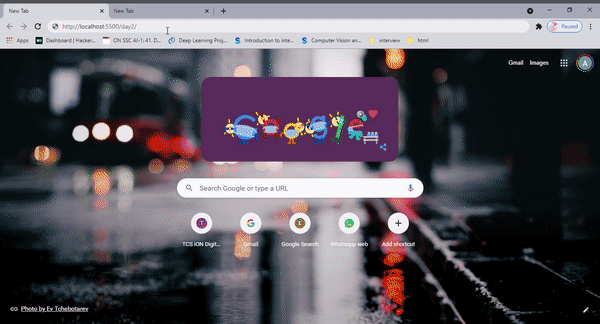 New Tab
New Tab
http://localhost:5500/day2/
Paused
Apps
Dashboard | Hacker...
ON SSC AI-1: 41. D...
Deep Learning Proj...
Introduction to inte...
Computer Vision an...
interview
html
Gmail
Images
A
Google
Search Google or type a URL
TCS iON Digit...
Gmail
Google Search
Whatsapp web
Add shortcut
Photo by Ev Tchebotarev